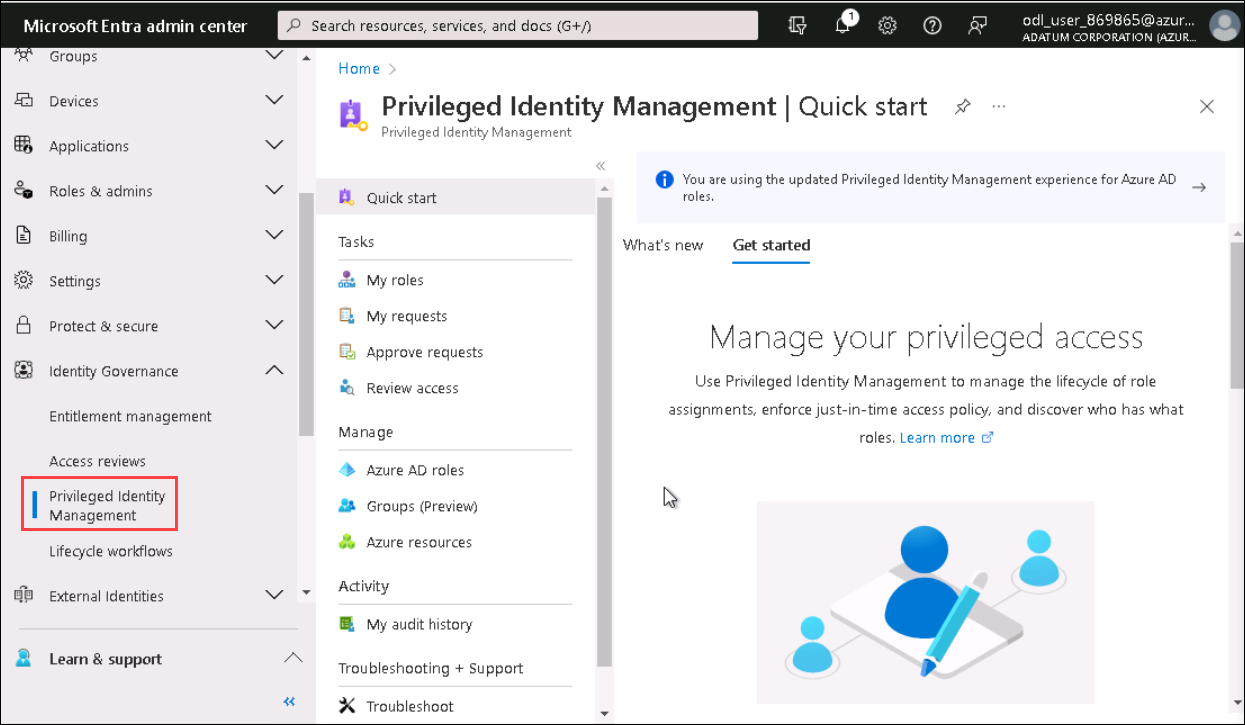 Microsoft Entra admin center
Search resources, services, and docs (G+/)
1
odl_user_869865@azur...
ADATUM CORPORATION (AZUR...
Groups
Devices
Applications
Roles & admins
Billing
Settings
Protect & secure
Identity Governance
Entitlement management
Access reviews
Privileged Identity
Management
Lifecycle workflows
External Identities
Learn & support
Home
Privileged Identity Management | Quick start
Privileged Identity Management
Quick start
Tasks
My roles
My requests
Approve requests
Review access
Manage
Azure AD roles
Groups (Preview)
Azure resources
Activity
My audit history
Troubleshooting + Support
Troubleshoot
You are using the updated Privileged Identity Management experience for Azure AD
roles.
What's new
Get started
Manage your privileged access
Use Privileged Identity Management to manage the lifecycle of role
assignments, enforce just-in-time access policy, and discover who has what
roles. Learn more